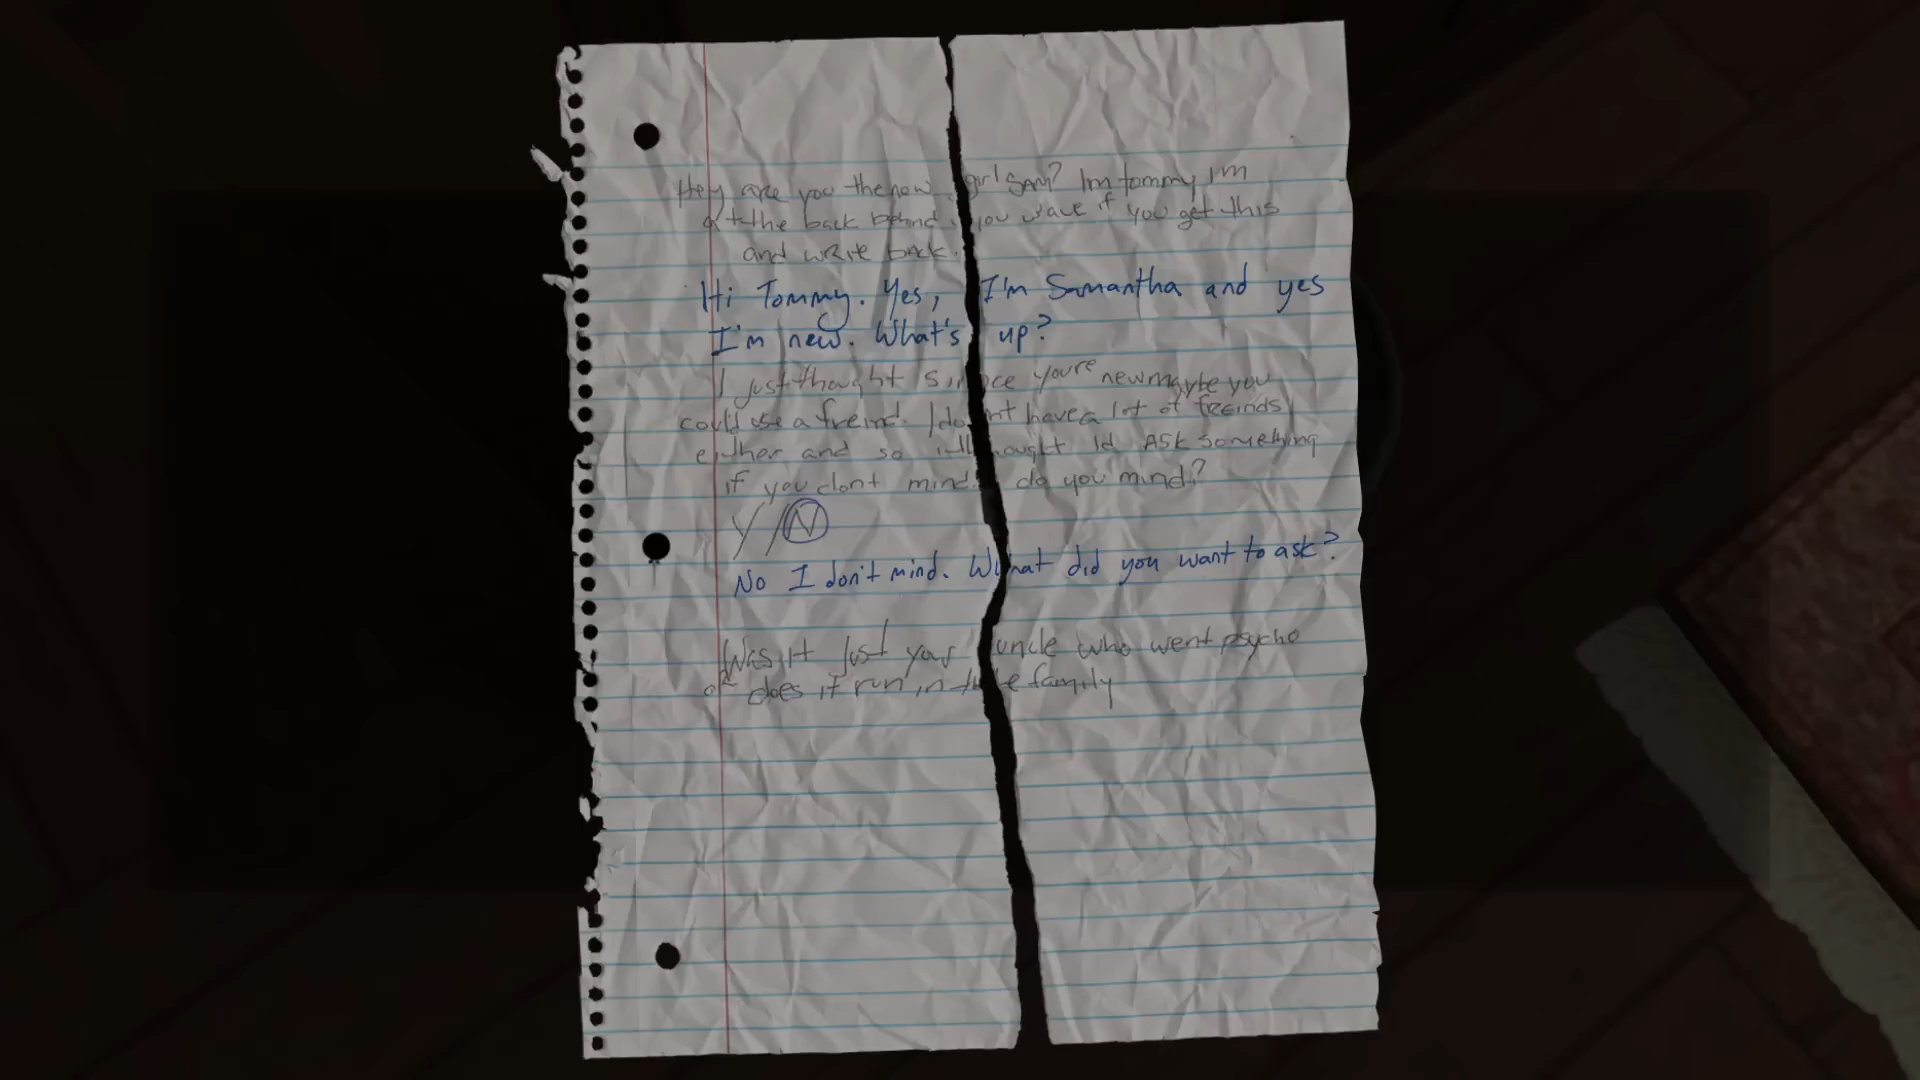 Hey are you the new girl Sam? Im tommy Im
at the back behind you wave if you get this
and write back.
Hi Tommy. Yes, I'm Samantha and yes
I'm new. What's up?
I just thought since youre new maybe you
could use a freind. I dont have a lot of freinds
either and so i thought Id ASk something
if you dont mind. do you mind?
Y/N
No I don't mind. What did you want to ask?
Was it just your uncle who went psycho
or does it run in the family